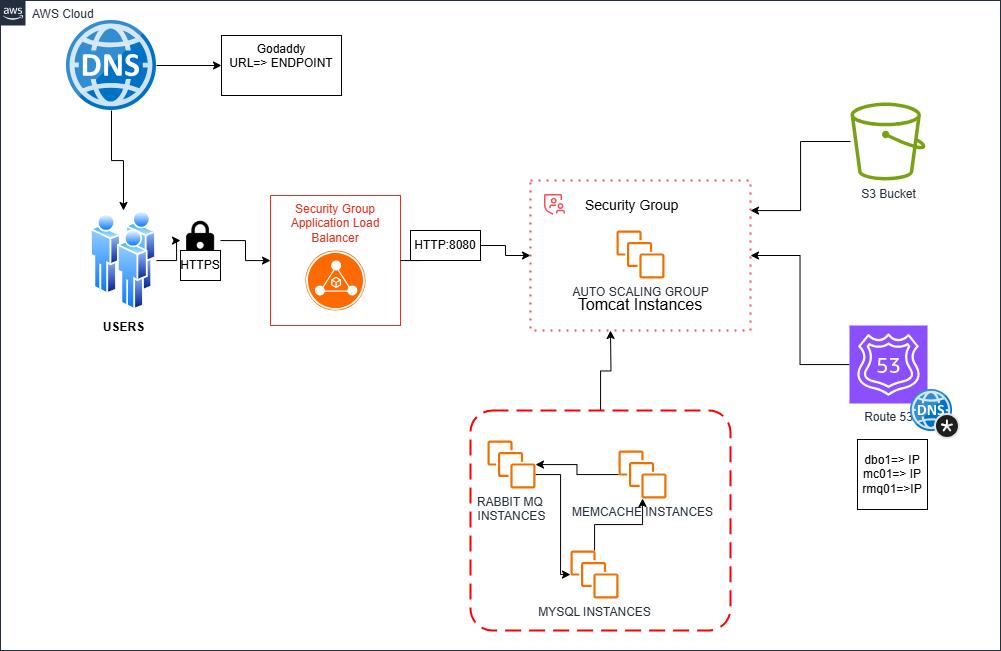 aws
AWS Cloud
DNS
Godaddy
URL=> ENDPOINT
S3 Bucket
Security Group
Application Load
Balancer
Security Group
HTTP:8080
HTTPS
AUTO SCALING GROUP
Tomcat Instances
USERS
53
Route 53
DNS
*
dbo1=> IP
mc01=> IP
rmq01=>IP
RABBIT MQ
INSTANCES
MEMCACHE INSTANCES
MYSQL INSTANCES